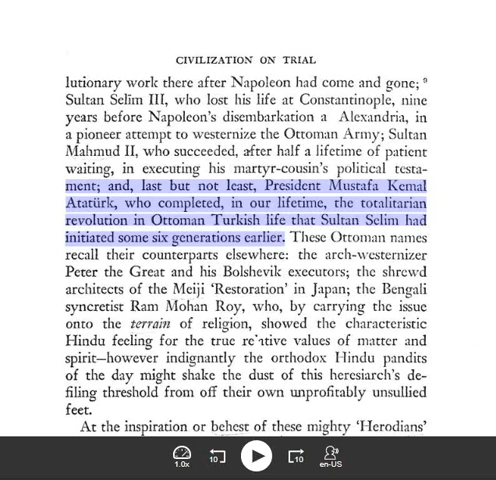 CIVILIZATION ON TRIAL
lutionary work there after Napoleon had come and gone; 9
Sultan Selīm III, who lost his life at Constantinople, nine
years before Napoleon's disembarkation a Alexandria, in
a pioneer attempt to westernize the Ottoman Army; Sultan
Mahmud II, who succeeded, after half a lifetime of patient
waiting, in executing his martyr-cousin's political testa-
ment; and, last but not least, President Mustafa Kemal
Atatürk, who completed, in our lifetime, the totalitarian
revolution in Ottoman Turkish life that Sultan Selim had
initiated some six generations earlier. These Ottoman names
recall their counterparts elsewhere: the arch-westernizer
Peter the Great and his Bolshevik executors; the shrewd
architects of the Meiji 'Restoration' in Japan; the Bengali
syncretist Ram Mohan Roy, who, by carrying the issue
onto the terrain of religion, showed the characteristic
Hindu feeling for the true relative values of matter and
spirit—however indignantly the orthodox Hindu pandits
of the day might shake the dust of this heresiarch's de-
filing threshold from off their own unprofitably unsullied
feet.
At the inspiration or behest of these mighty 'Herodians'
1.0x 10 10 en-US